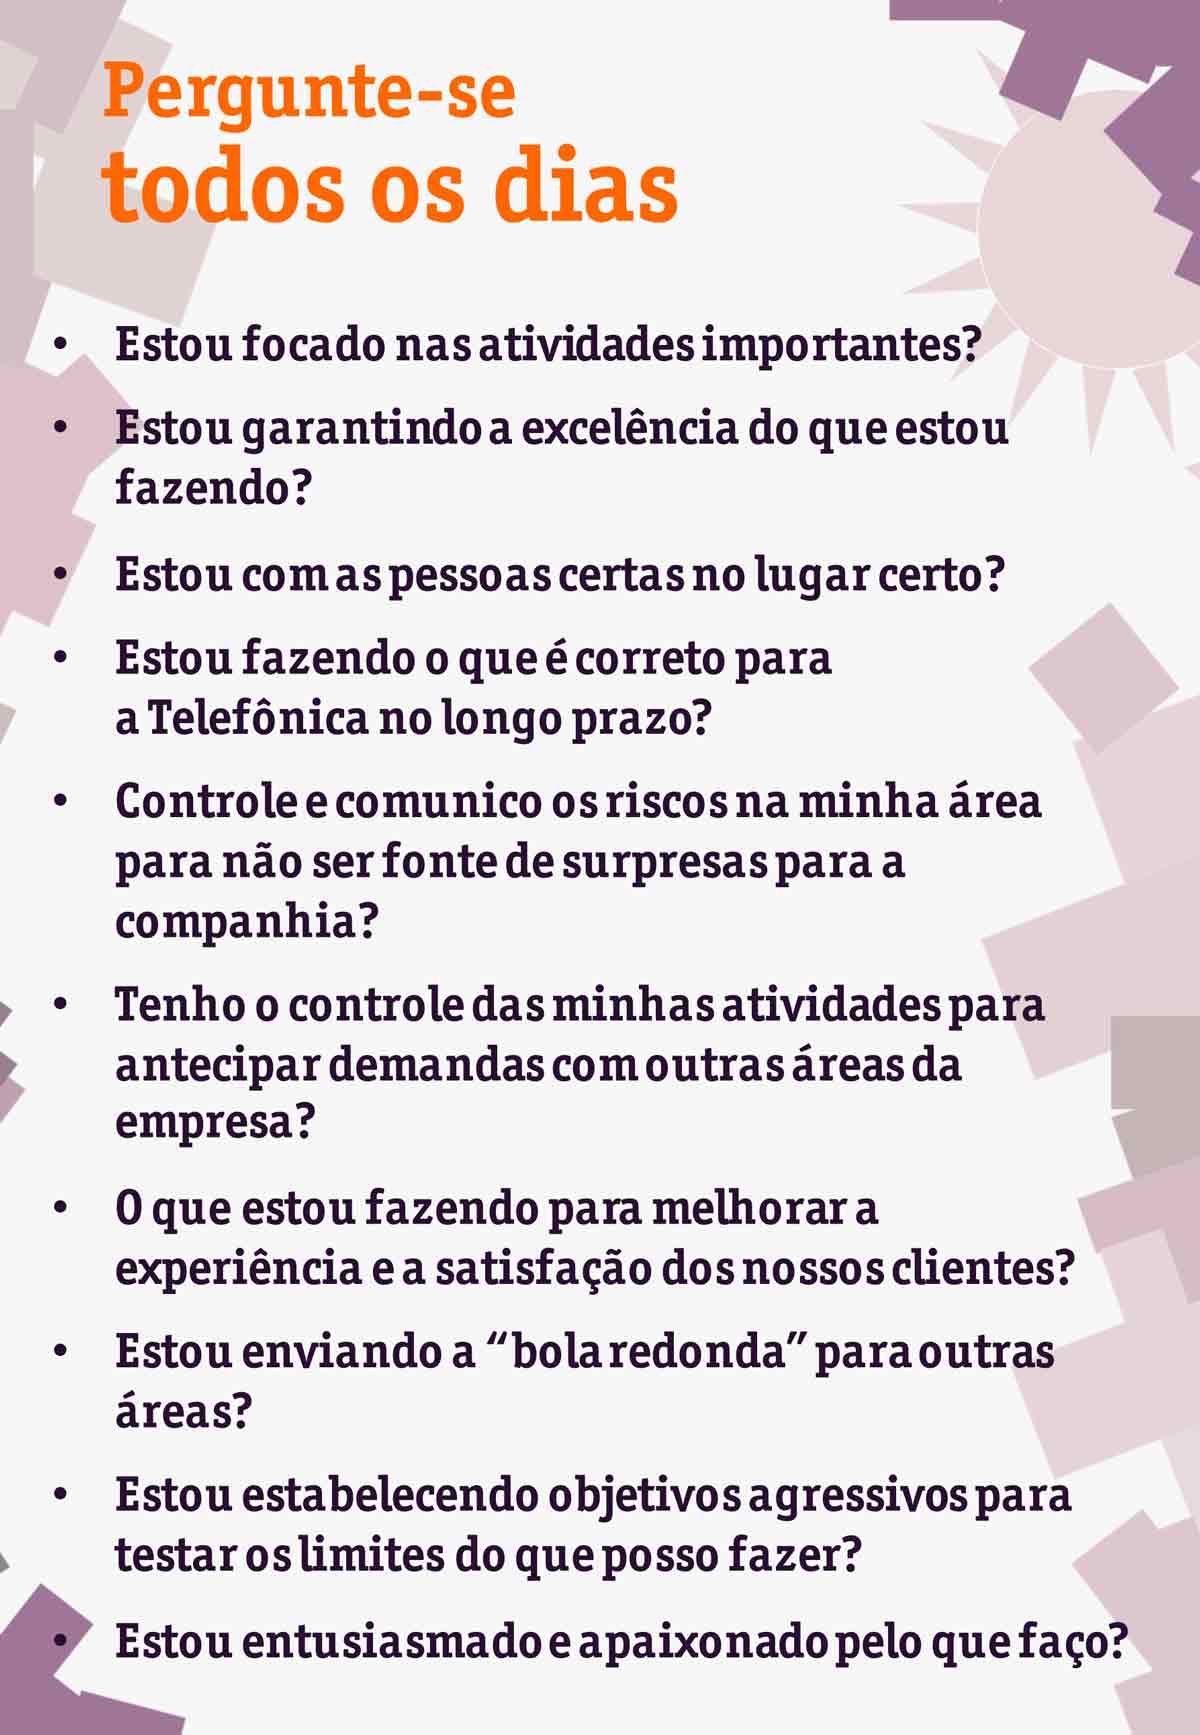 Pergunte-se
todos os dias
• Estou focado nas atividades importantes?
• Estou garantindo a excelência do que estou
fazendo?
• Estou com as pessoas certas no lugar certo?
• Estou fazendo o que é correto para
a Telefônica no longo prazo?
• Controle e comunico os riscos na minha área
para não ser fonte de surpresas para a
companhia?
• Tenho o controle das minhas atividades para
antecipar demandas com outras áreas da
empresa?
• O que estou fazendo para melhorar a
experiência e a satisfação dos nossos clientes?
• Estou enviando a “bola redonda” para outras
áreas?
• Estou estabelecendo objetivos agressivos para
testar os limites do que posso fazer?
• Estou entusiasmado e apaixonado pelo que faço?